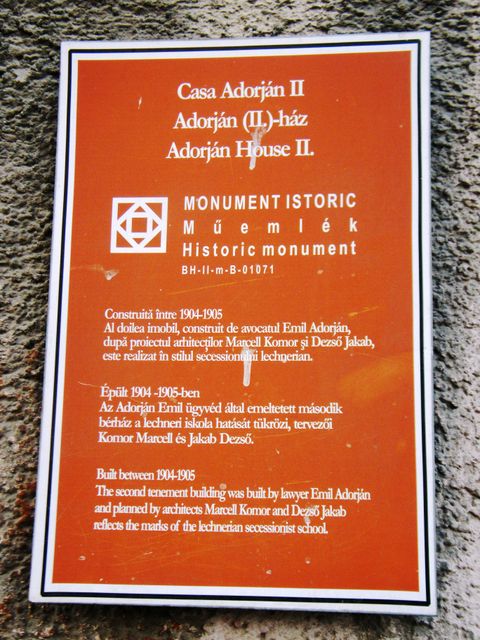 Casa Adorján II
Adorján (II.)-ház
Adorján House II.
MONUMENT ISTORIC
Műemlék
Historic monument
BH-II-m-B-01071
Construită între 1904-1905
Al doilea imobil, construit de avocatul Emil Adorján,
după proiectul arhitecţilor Marcell Komor şi Dezső Jakab,
este realizat în stilul secessionului lechnerian.
Épült 1904 -1905-ben
Az Adorján Emil ügyvéd által emeltetett második
bérház a lechneri iskola hatását tükrözi, tervezői
Komor Marcell és Jakab Dezső.
Built between 1904-1905
The second tenement building was built by lawyer Emil Adorján
and planned by architects Marcell Komor and Dezső Jakab
reflects the marks of the lechnerian secessionist school.